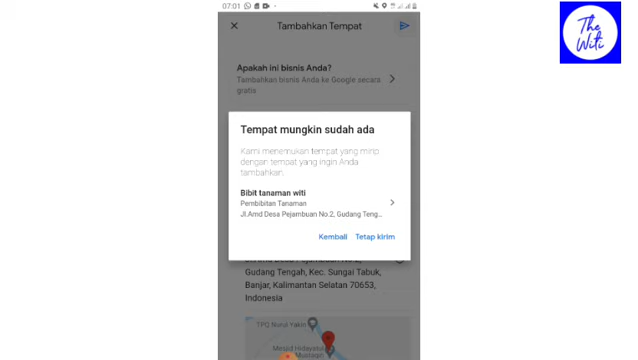 07:01
Tambahkan Tempat
Apakah ini bisnis Anda?
Tambahkan bisnis Anda ke Google secara
gratis
Tempat mungkin sudah ada
Kami menemukan tempat yang mirip
dengan tempat yang ingin Anda
tambahkan.
Bibit tanaman witi
Pembibitan Tanaman
Jl.Amd Desa Pejambuan No.2, Gudang Teng...
Kembali Tetap kirim
Gudang Tengah, Kec. Sungai Tabuk,
Banjar, Kalimantan Selatan 70653,
Indonesia
TPQ Nurul Yakin
Mesjid Hidayatul
The
Witi